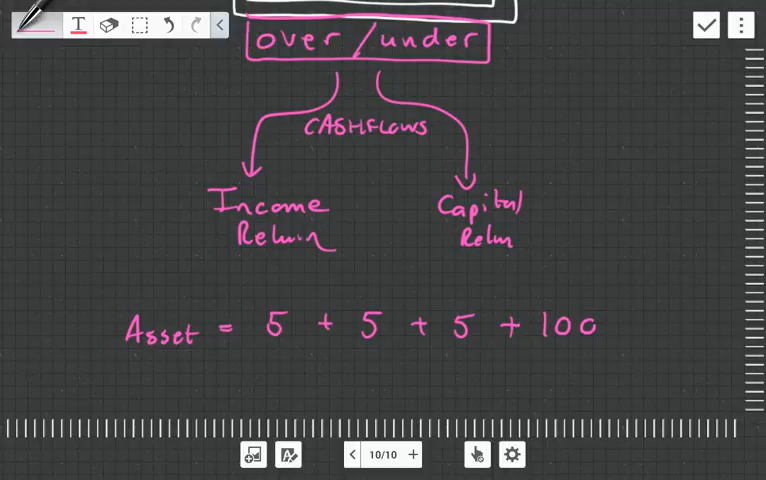 T
over / under
CASHFLOWS
Income
Return
Capital
Return
Asset = 5 + 5 + 5 + 100
10/10